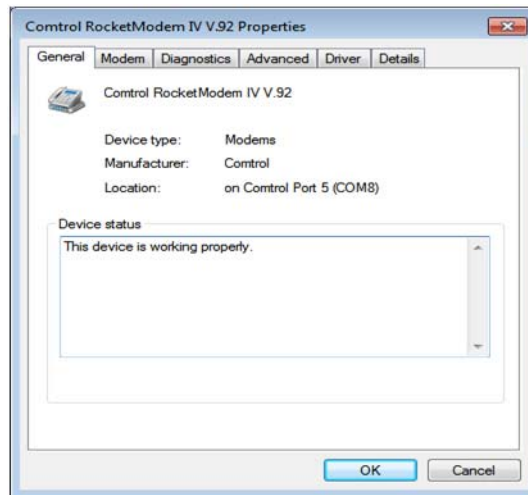 Comtrol RocketModem IV V.92 Properties
General Modem Diagnostics Advanced Driver Details
Comtrol RocketModem IV V.92
Device type: Modems
Manufacturer: Comtrol
Location: on Comtrol Port 5 (COM8)
Device status
This device is working properly.
OK Cancel